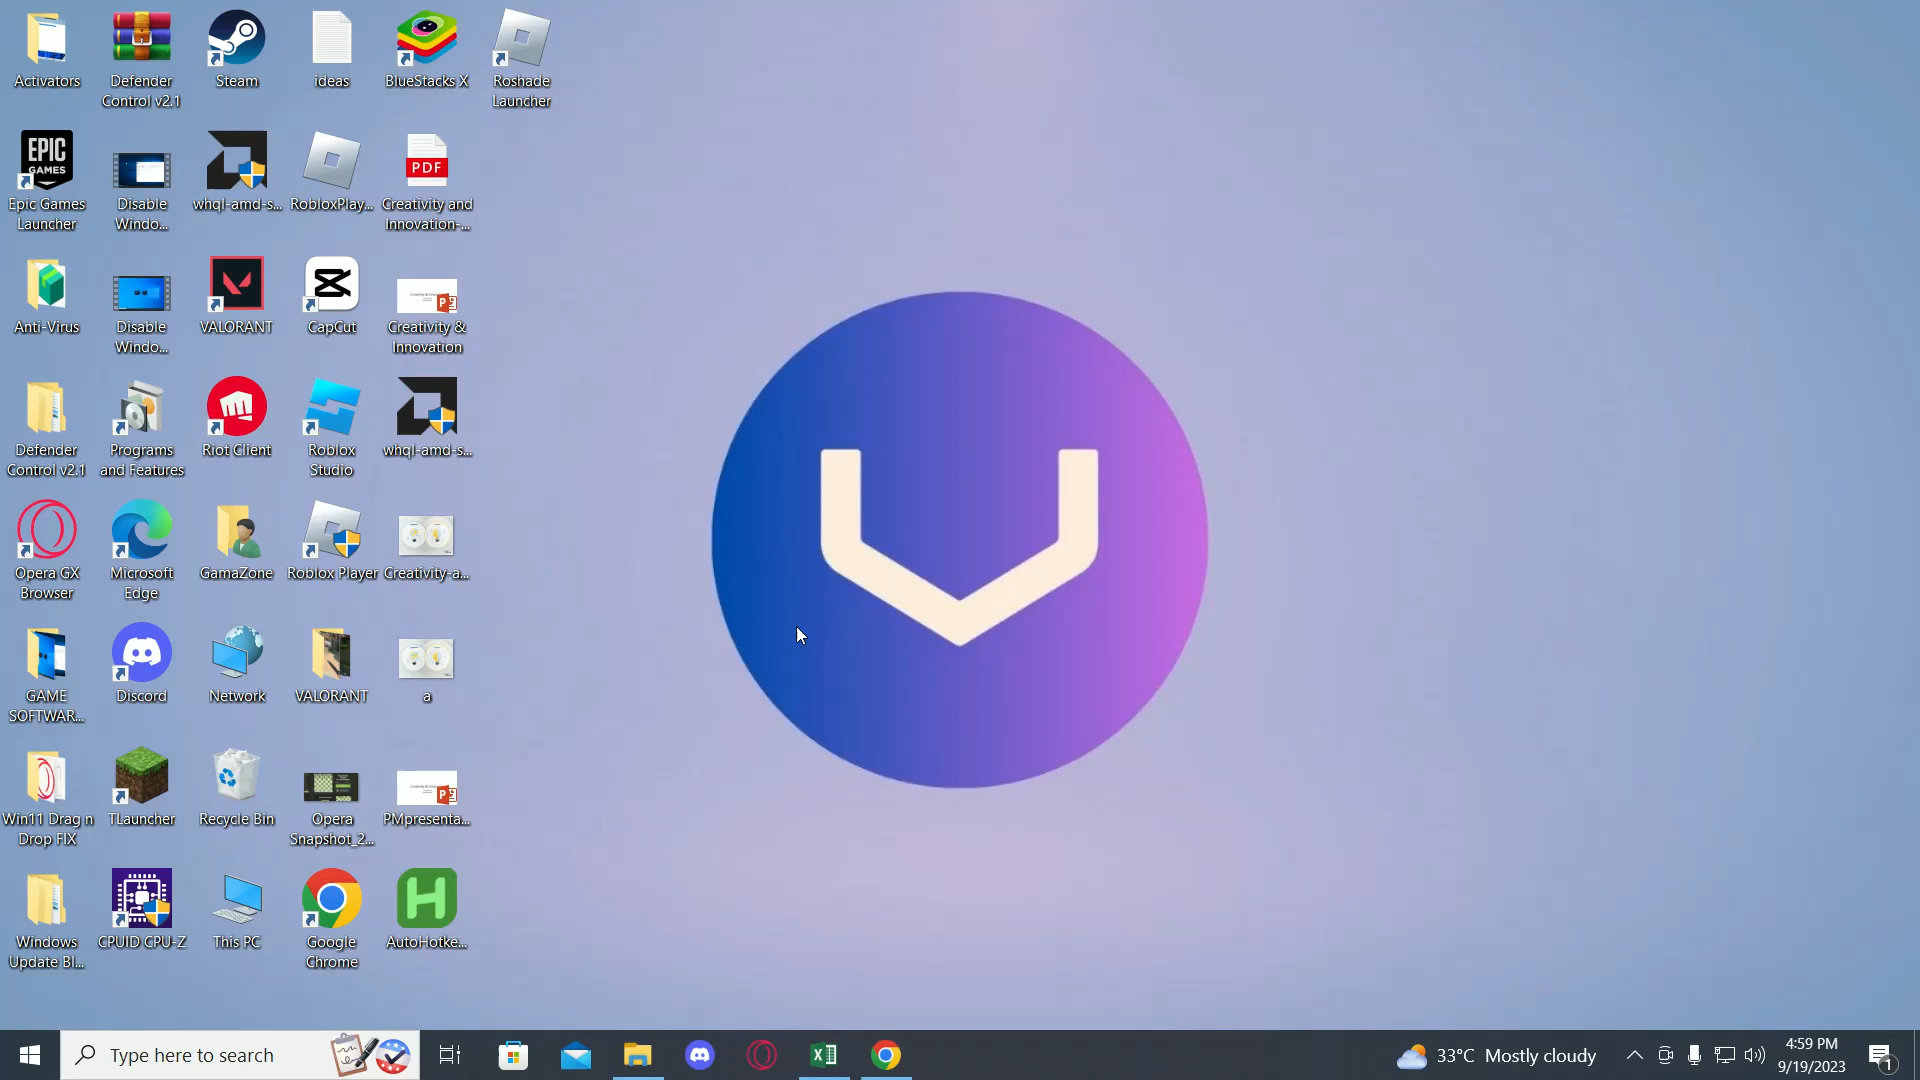 Activators
Defender
Control v2.1
Steam
ideas
BlueStacks X
Roshade
Launcher
EPIC
GAMES
Epic Games
Launcher
Disable
Windo...
whql-amd-s...
RobloxPlay...
PDF
Creativity and
Innovation-...
Anti-Virus
Disable
Windo...
VALORANT
CapCut
Creativity &
Innovation
Defender
Control v2.1
Programs
and Features
Riot Client
Roblox
Studio
whql-amd-s...
Opera GX
Browser
Microsoft
Edge
GamaZone
Roblox Player
Creativity-a...
GAME
SOFTWAR...
Discord
Network
VALORANT
a
Win11 Drag n
Drop FIX
TLauncher
Recycle Bin
Opera
Snapshot_2...
PMpresenta...
Windows
Update Bl...
CPUID CPU-Z
This PC
Google
Chrome
H
AutoHotke...
Type here to search
33°C Mostly cloudy
4:59 PM
9/19/2023
1